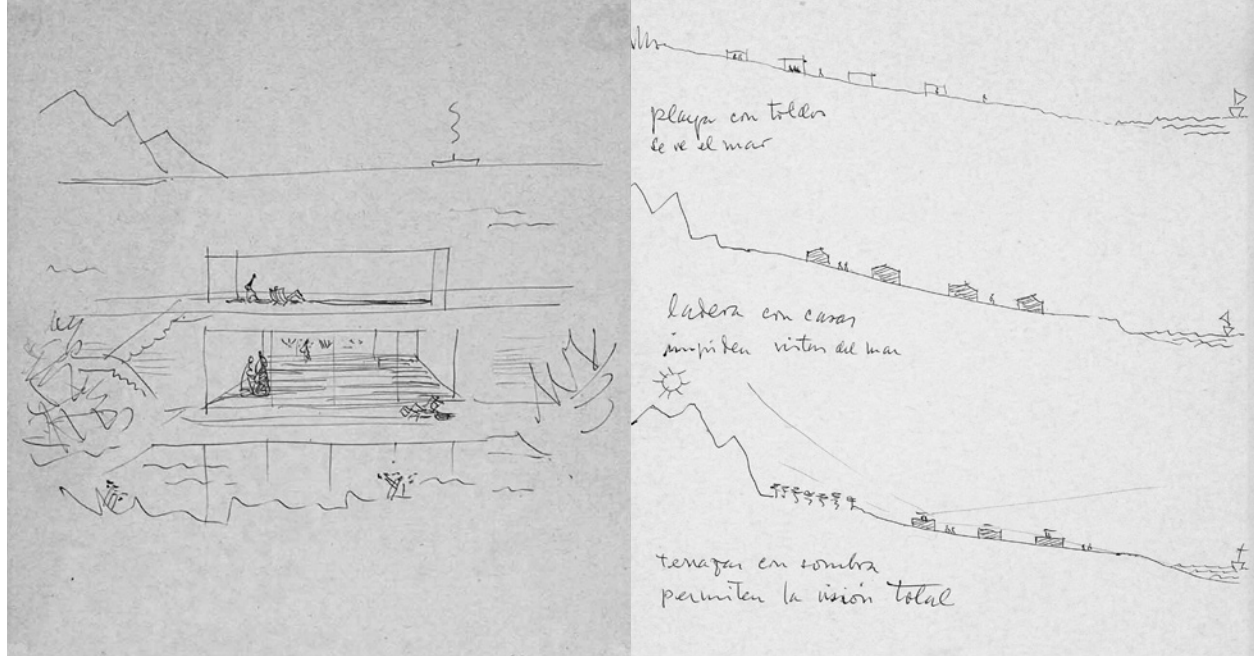 playa con toldos
se ve el mar
ladera con casas
impiden vistas del mar
terrazas en sombra
permiten la visión total